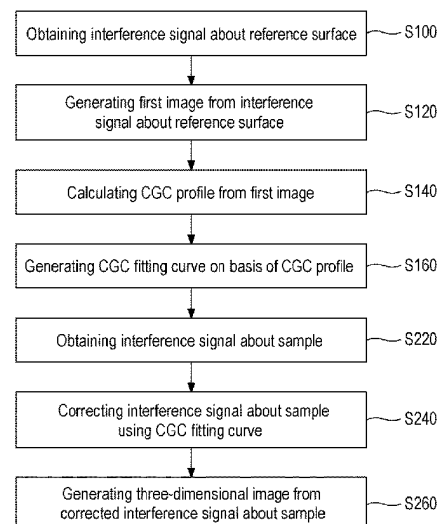 Obtaining interference signal about reference surface S100
Generating first image from interference
signal about reference surface S120
Calculating CGC profile from first image S140
Generating CGC fitting curve on basis of CGC profile S160
Obtaining interference signal about sample S220
Correcting interference signal about sample
using CGC fitting curve S240
Generating three-dimensional image from
corrected interference signal about sample S260